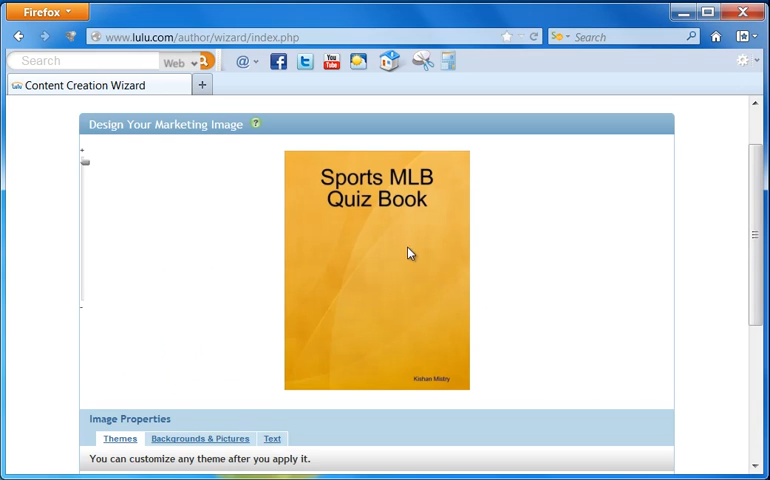 Firefox
www.lulu.com/author/wizard/index.php
Search
Search
Web
@
You
Tube
Content Creation Wizard
+
Design Your Marketing Image ?
+
Sports MLB
Quiz Book
-
Kishan Mistry
Image Properties
Themes Backgrounds & Pictures Text
You can customize any theme after you apply it.